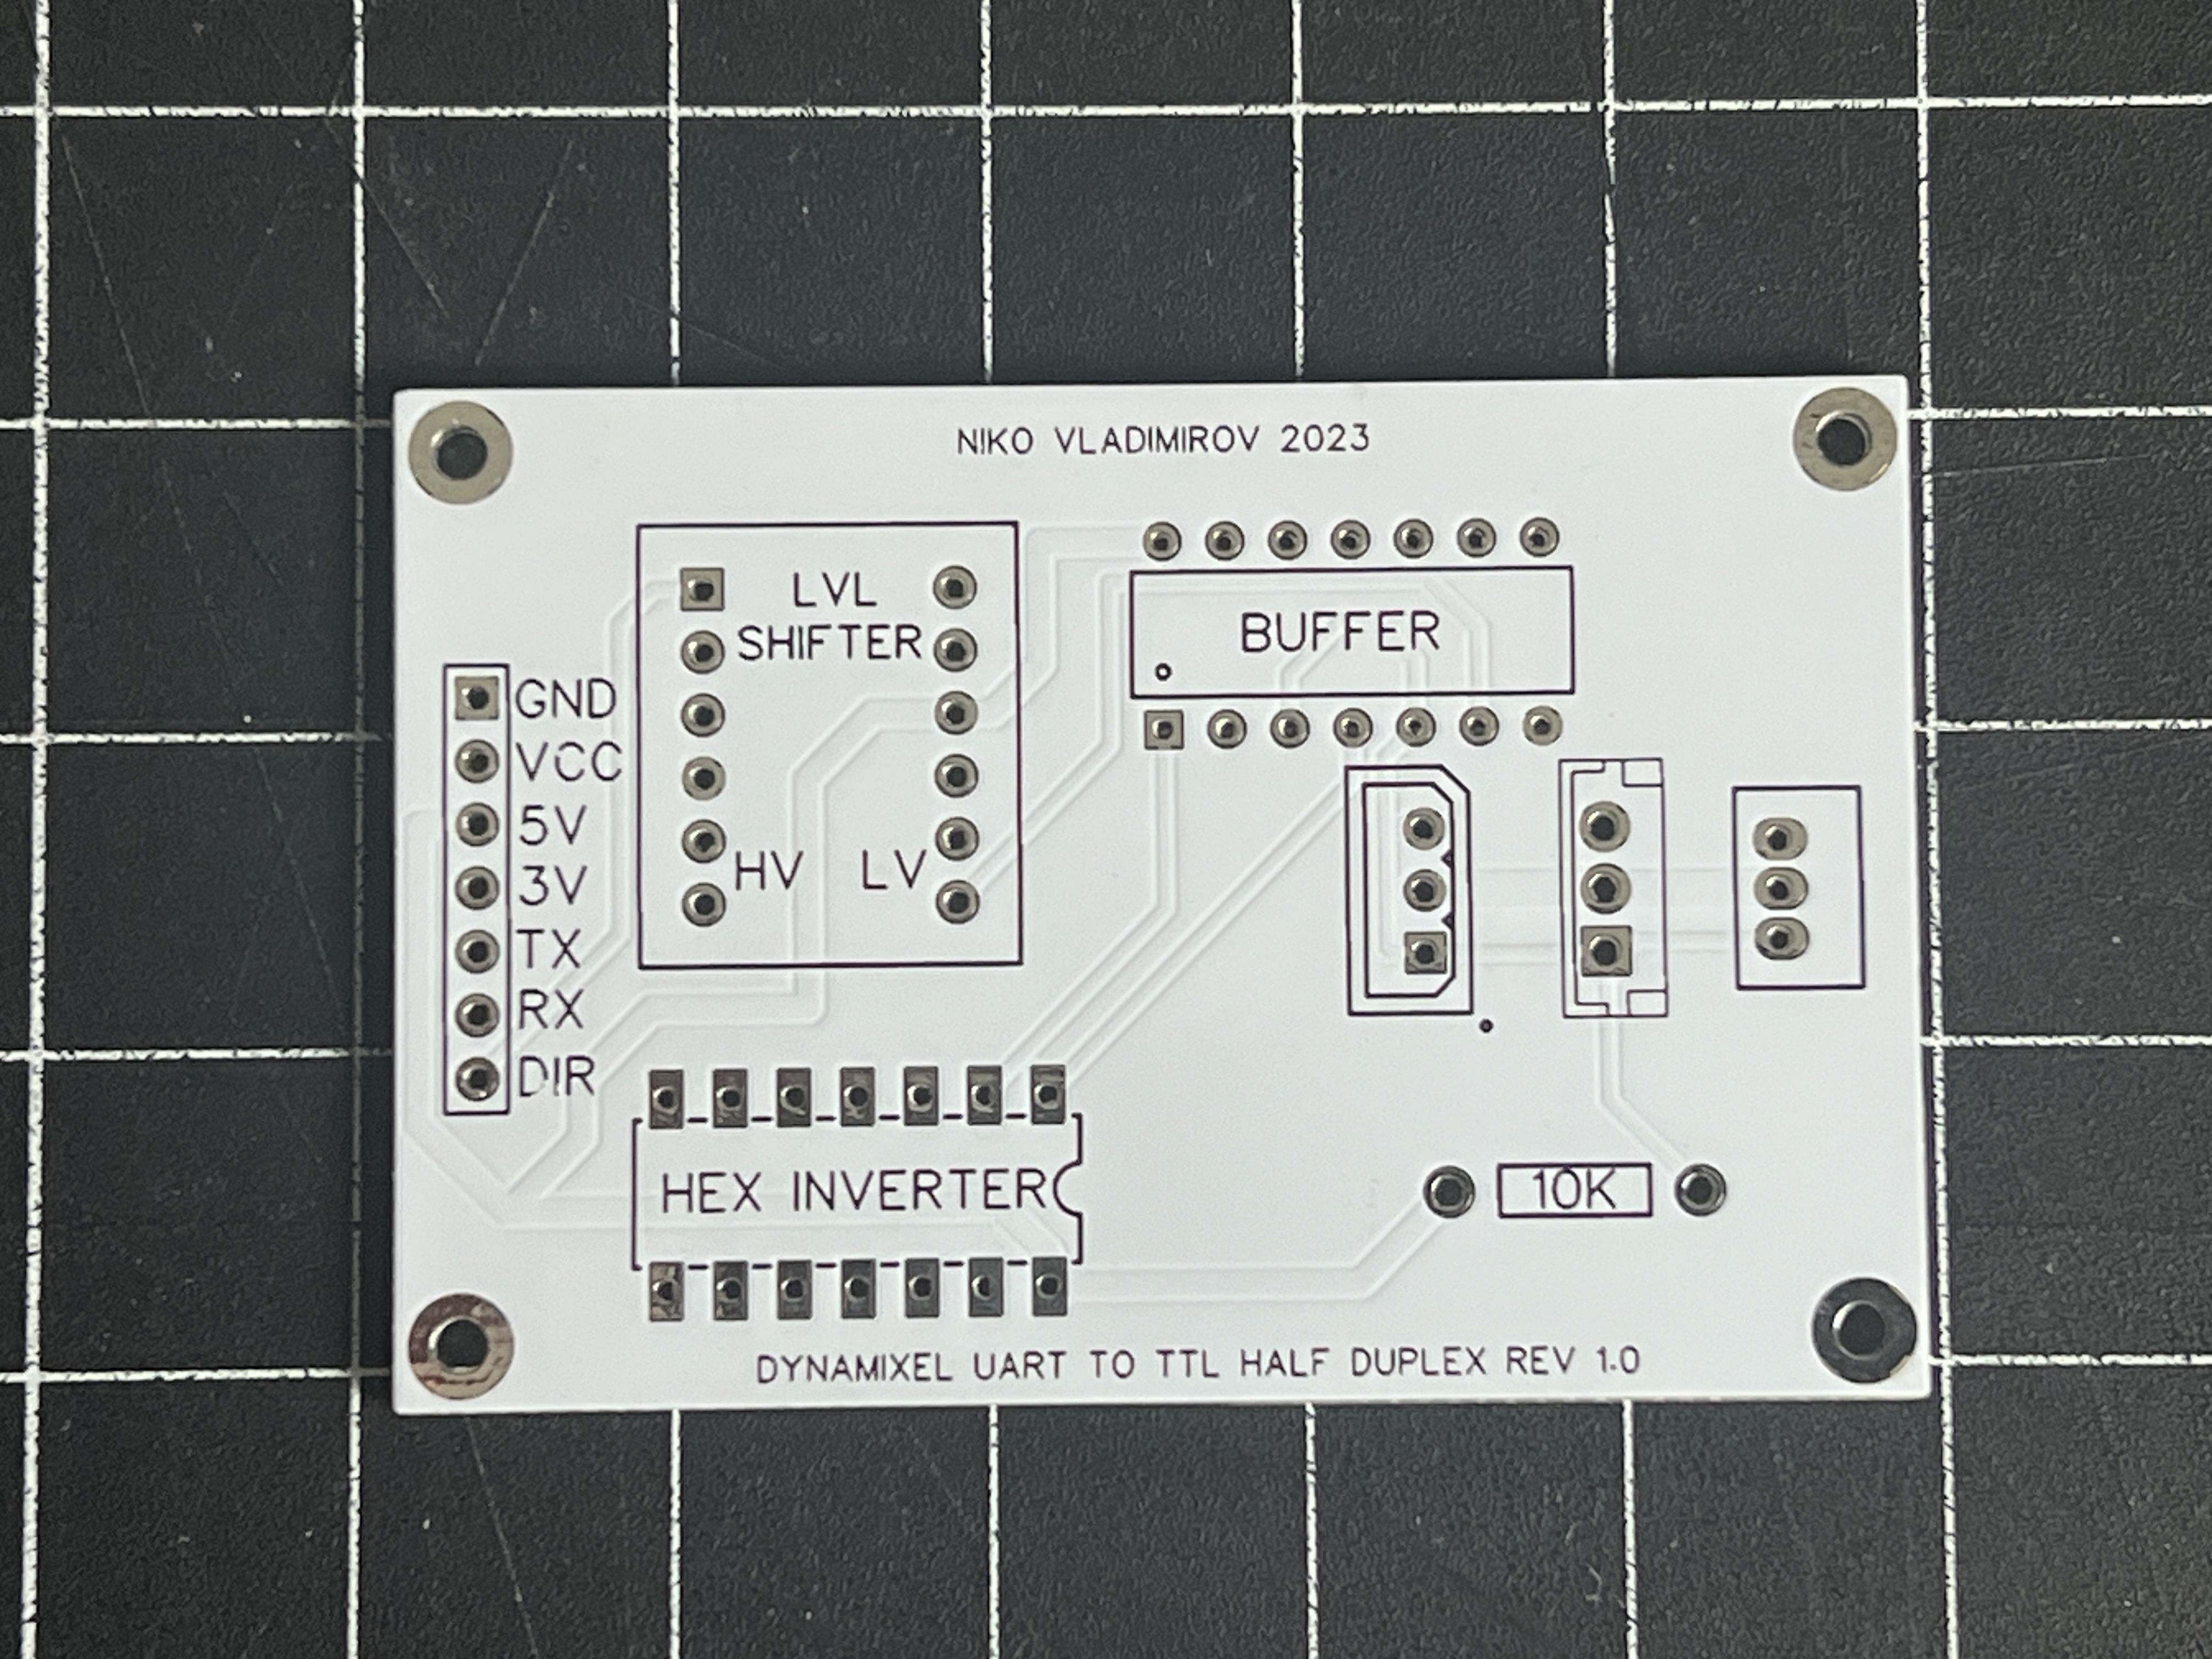 NIKO VLADIMIROV 2023
LVL
SHIFTER
BUFFER
GND
VCC
5V
3V
HV LV
TX
RX
DIR
HEX INVERTER
10K
DYNAMIXEL UART TO TTL HALF DUPLEX REV 1.0